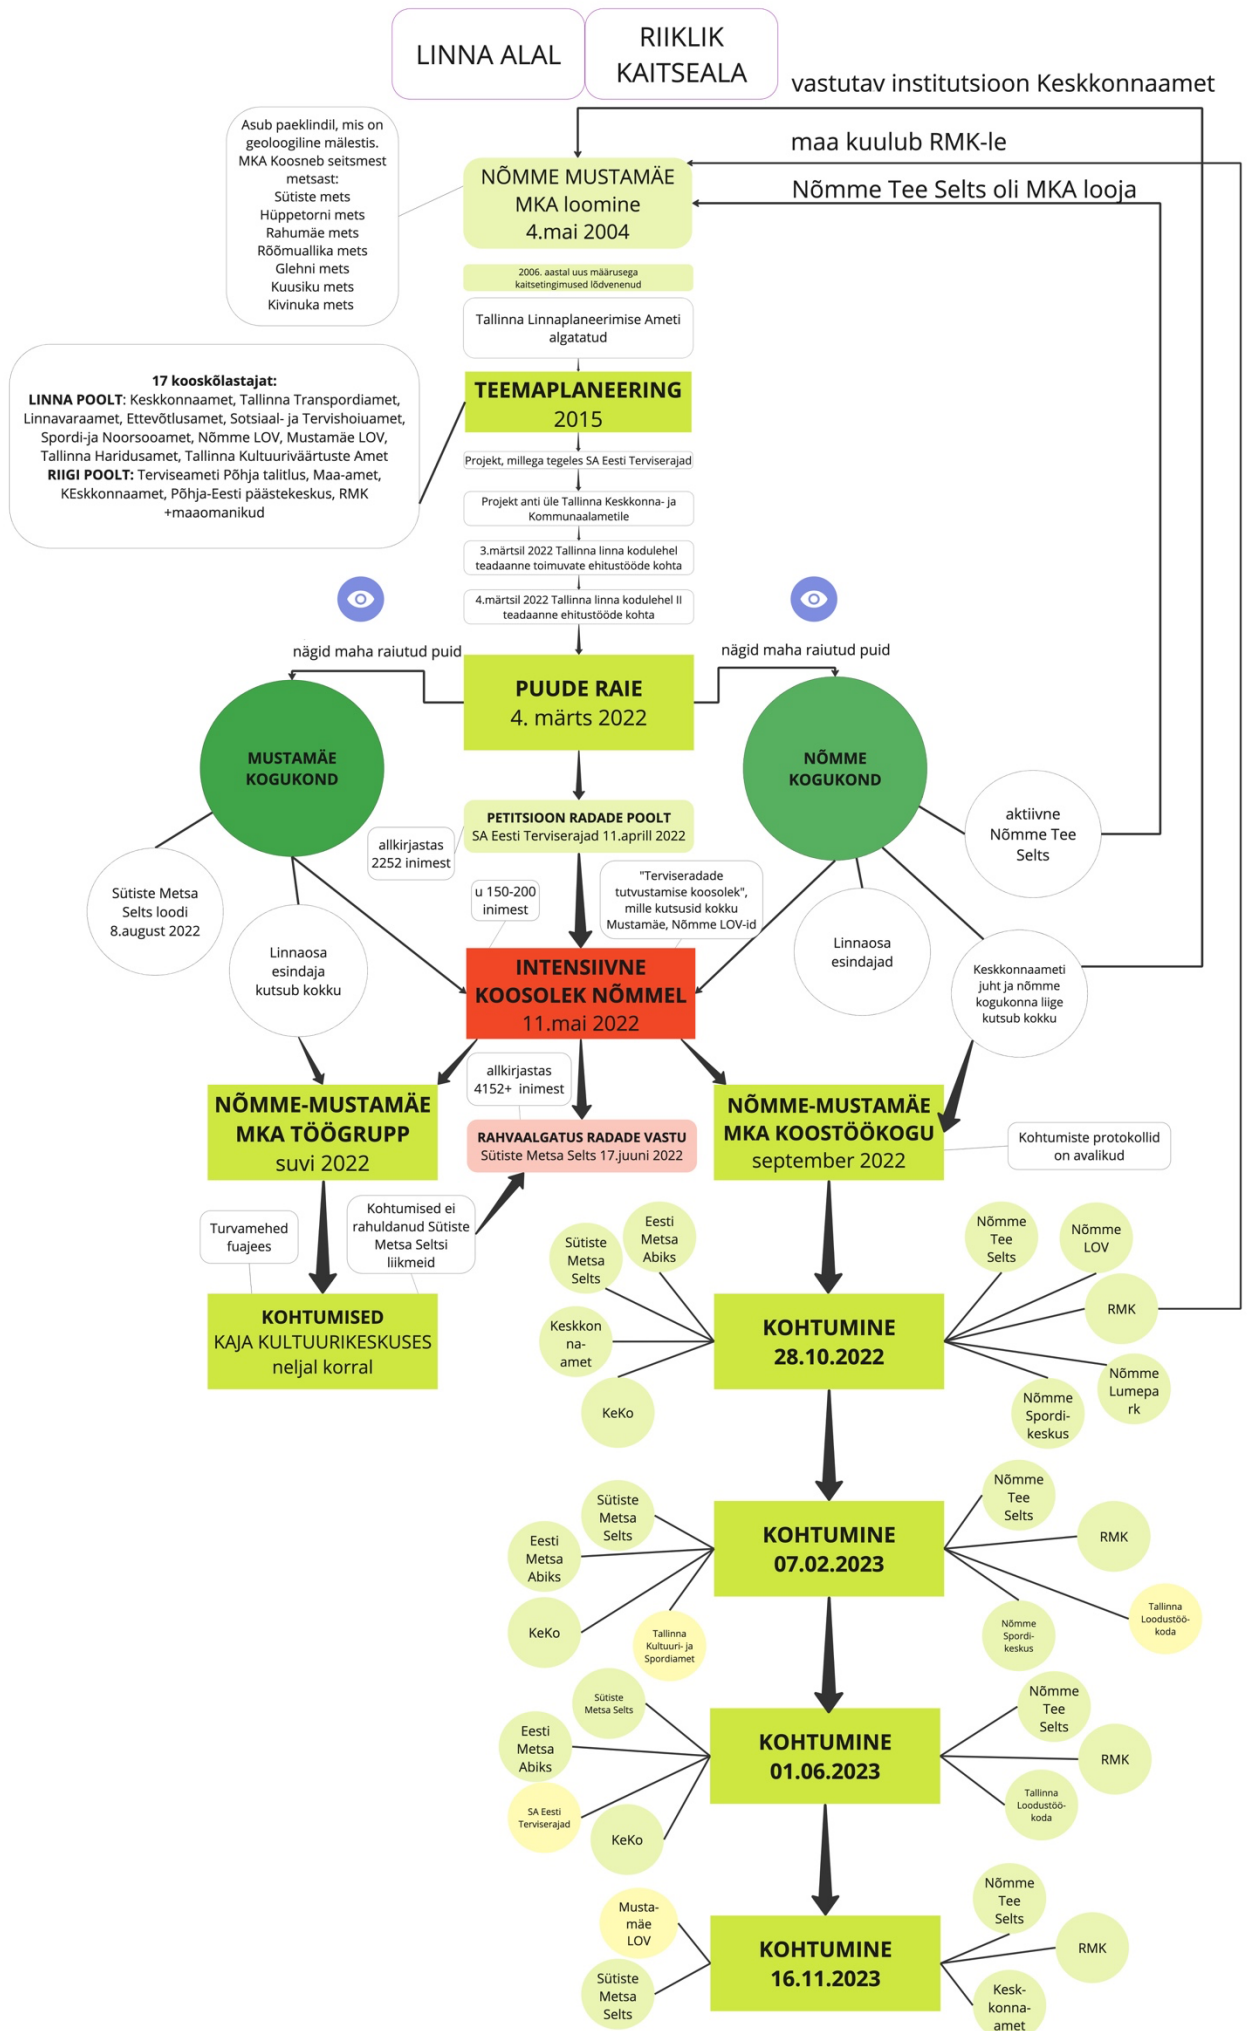 LINNA ALAL
RIIKLIK
KAITSEALA
vastutav institutsioon Keskkonnaamet
maa kuulub RMK-le
Nõmme Tee Selts oli MKA looja
Asub paeklindil, mis on
geoloogiline mälestis.
MKA Koosneb seitsmest
metsast:
Sütiste mets
Hüppetorni mets
Rahumäe mets
Rõõmuallika mets
Glehni mets
Kuusiku mets
Kivinuka mets
NÕMME MUSTAMÄE
MKA loomine
4.mai 2004
2006. aastal uus määrusega
kaitsetingimused lõdvenenud
Tallinna Linnaplaneerimise Ameti
algatatud
17 kooskõlastajat:
LINNA POOLT: Keskkonnaamet, Tallinna Transpordiamet,
Linnavaraamet, Ettevõtlusamet, Sotsiaal- ja Tervishoiuamet,
Spordi-ja Noorsooamet, Nõmme LOV, Mustamäe LOV,
Tallinna Haridusamet, Tallinna Kultuuriväärtuste Amet
RIIGI POOLT: Terviseameti Põhja talitlus, Maa-amet,
KEskkonnaamet, Põhja-Eesti päästekeskus, RMK
+maaomanikud
TEEMAPLANEERING
2015
Projekt, millega tegeles SA Eesti Terviserajad
Projekt anti üle Tallinna Keskkonna- ja
Kommunaalametile
3.märtsil 2022 Tallinna linna kodulehel
teadaanne toimuvate ehitustööde kohta
4.märtsil 2022 Tallinna linna kodulehel II
teadaanne ehitustööde kohta
nägid maha raiutud puid
nägid maha raiutud puid
PUUDE RAIE
4. märts 2022
MUSTAMÄE
KOGUKOND
NÕMME
KOGUKOND
PETITSIOON RADADE POOLT
SA Eesti Terviserajad 11.aprill 2022
allkirjastas
2252 inimest
aktiivne
Nõmme Tee
Selts
Sütiste Metsa
Selts loodi
8.august 2022
u 150-200
inimest
"Terviseradade
tutvustamise koosolek",
mille kutsusid kokku
Mustamäe, Nõmme LOV-id
Linnaosa
esindaja
kutsub kokku
Linnaosa
esindajad
Keskkonnaameti
juht ja nõmme
kogukonna liige
kutsub kokku
INTENSIIVNE
KOOSOLEK NÕMMEL
11.mai 2022
allkirjastas
4152+ inimest
NÕMME-MUSTAMÄE
MKA TÖÖGRUPP
suvi 2022
RAHVAALGATUS RADADE VASTU
Sütiste Metsa Selts 17.juuni 2022
NÕMME-MUSTAMÄE
MKA KOOSTÖÖKOGU
september 2022
Kohtumiste protokollid
on avalikud
Turvamehed
fuajees
Kohtumised ei
rahuldanud Sütiste
Metsa Seltsi
liikmeid
KOHTUMISED
KAJA KULTUURIKESKUSES
neljal korral
Sütiste
Metsa
Selts
Eesti
Metsa
Abiks
Keskkon
na-
amet
KeKo
KOHTUMINE
28.10.2022
Nõmme
Tee
Selts
Nõmme
LOV
RMK
Nõmme
Lumepa
rk
Nõmme
Spordi-
keskus
Sütiste
Metsa
Selts
Eesti
Metsa
Abiks
KeKo
Tallinna
Kultuuri- ja
Spordiamet
KOHTUMINE
07.02.2023
Nõmme
Tee
Selts
RMK
Tallinna
Loodustöö-
koda
Nõmme
Spordi-
keskus
Sütiste
Metsa Selts
Eesti
Metsa
Abiks
SA Eesti
Terviserajad
KeKo
KOHTUMINE
01.06.2023
Nõmme
Tee
Selts
RMK
Tallinna
Loodustöö-
koda
Musta-
mäe
LOV
Sütiste
Metsa
Selts
KOHTUMINE
16.11.2023
Nõmme
Tee
Selts
RMK
Kesk-
konna-
amet